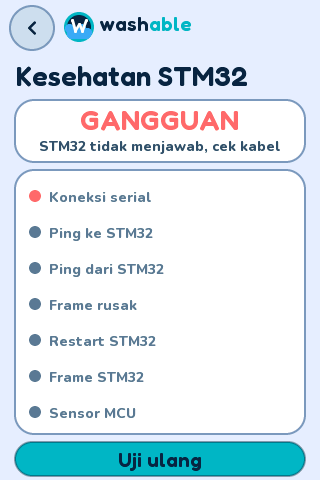 washable
Kesehatan STM32
GANGGUAN
STM32 tidak menjawab, cek kabel
Koneksi serial
Ping ke STM32
Ping dari STM32
Frame rusak
Restart STM32
Frame STM32
Sensor MCU
Uji ulang